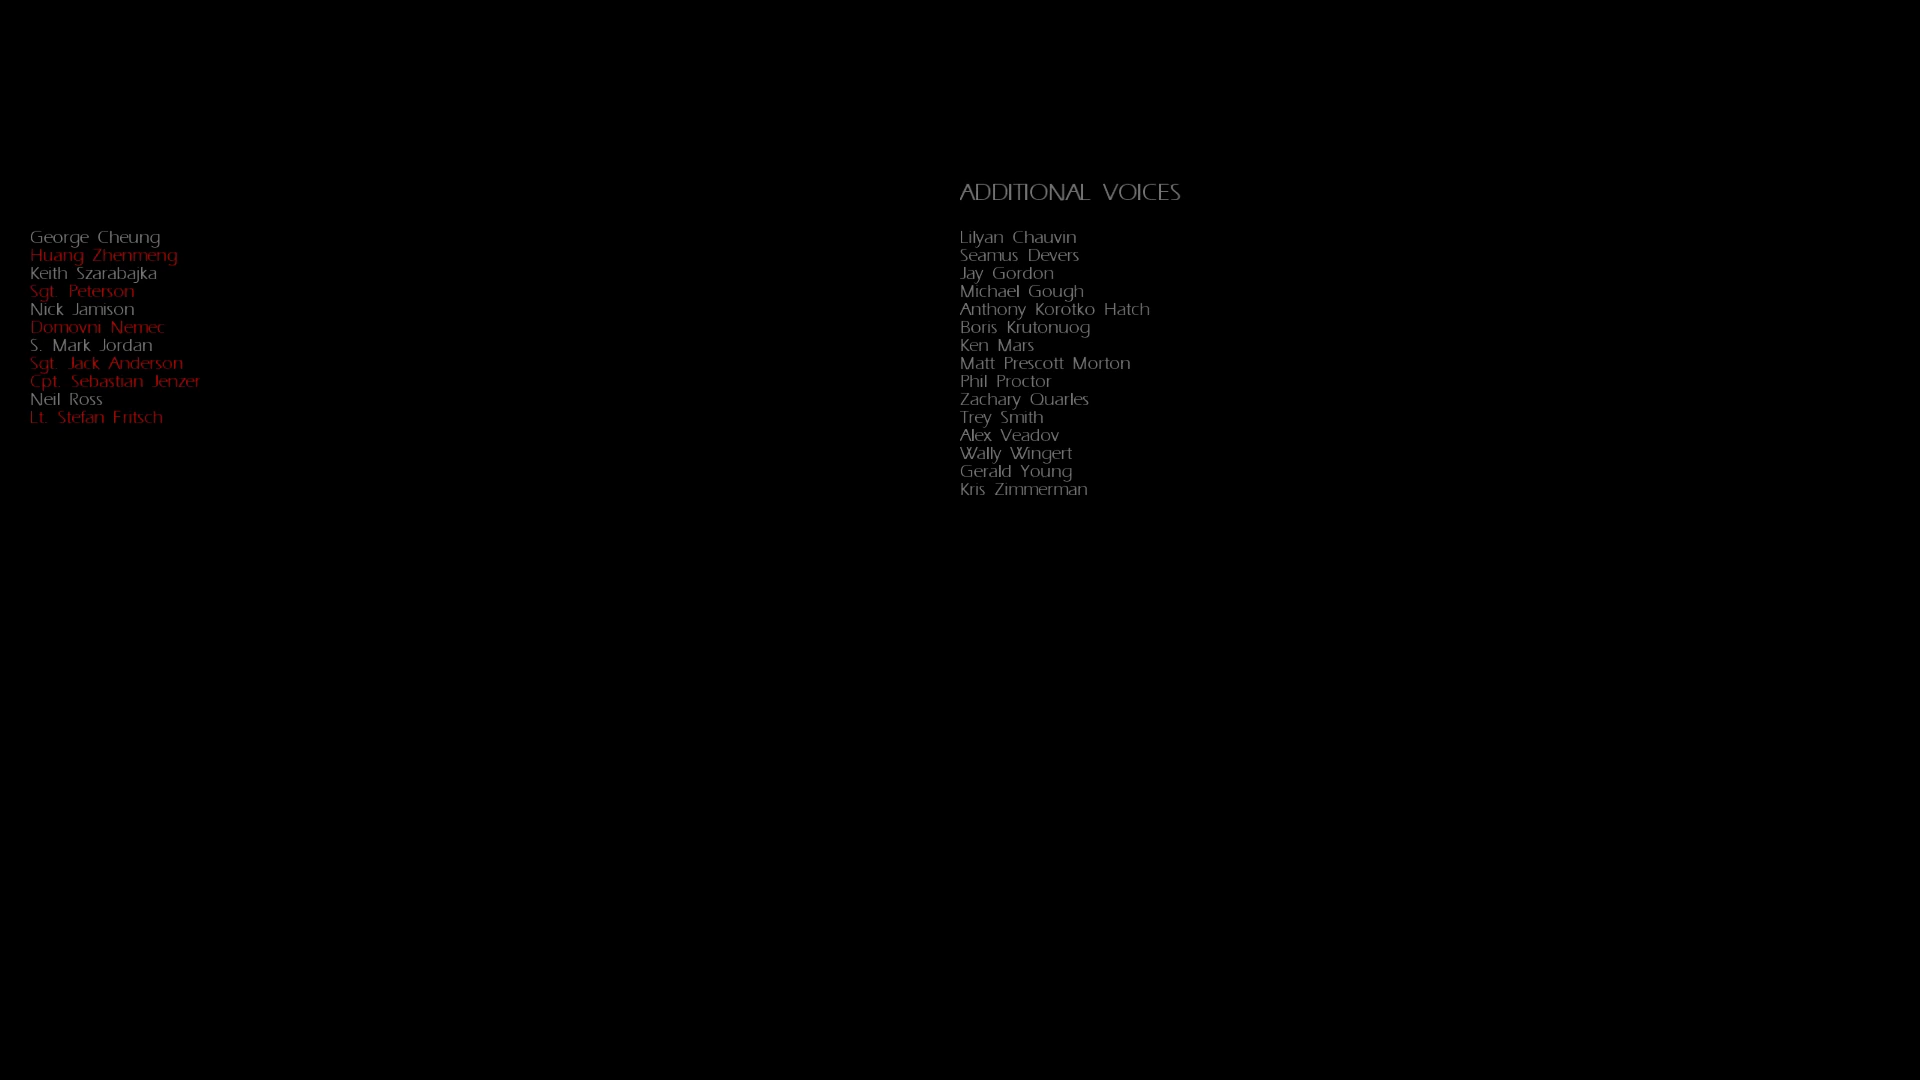 George Cheung
Huang Zhenmeng
Keith Szarabajka
Sgt. Peterson
Nick Jamison
Domovni Nemec
S. Mark Jordan
Sgt. Jack Anderson
Cpt. Sebastian Jenzer
Neil Ross
Lt. Stefan Fritsch
ADDITIONAL VOICES
Lilyan Chauvin
Seamus Devers
Jay Gordon
Michael Gough
Anthony Korotko Hatch
Boris Krutonuog
Ken Mars
Matt Prescott Morton
Phil Proctor
Zachary Quarles
Trey Smith
Alex Veadov
Wally Wingert
Gerald Young
Kris Zimmerman